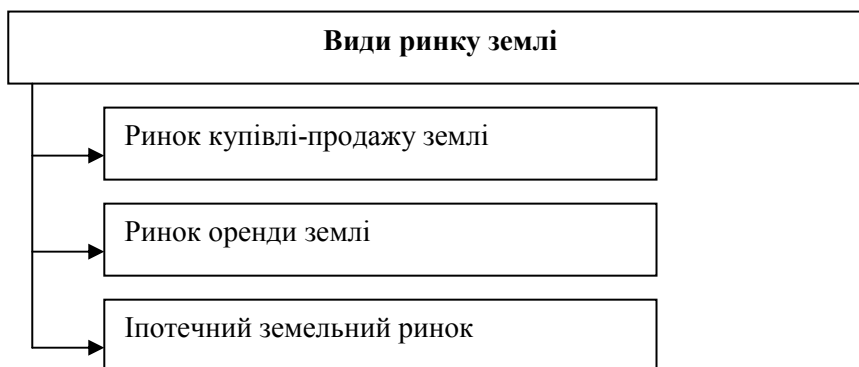 Види ринку землі
Ринок купівлі-продажу землі
Ринок оренди землі
Іпотечний земельний ринок